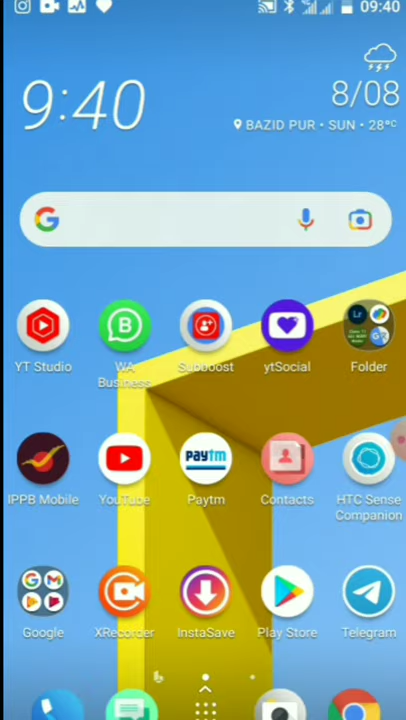 09:40
9:40
8/08
BAZID PUR • SUN • 28°C
YT Studio
WA Business
Subboost
ytSocial
Folder
IPPB Mobile
YouTube
Paytm
Contacts
HTC Sense Companion
Google
XRecorder
InstaSave
Play Store
Telegram